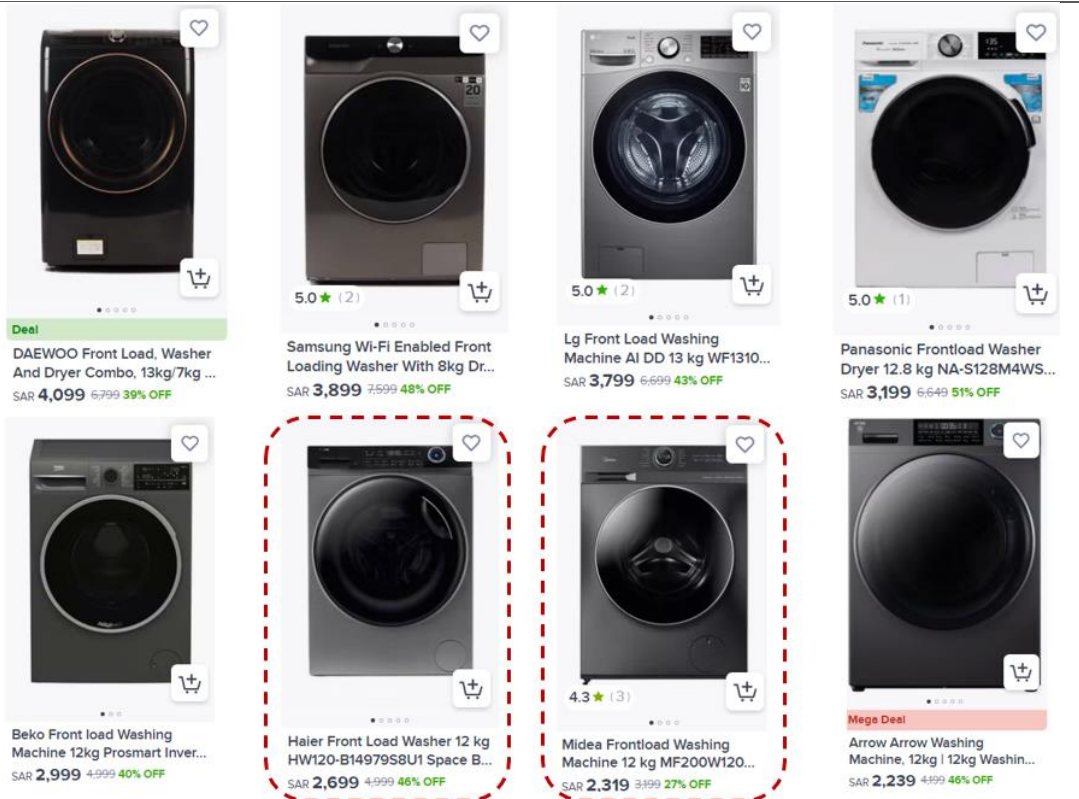 20
5.0 ★ (2)
5.0 ★ (2)
Panasonic
5.0 ★ (1)
Deal
DAEWOO Front Load, Washer
And Dryer Combo, 13kg/7kg ...
SAR 4,099 6,799 39% OFF
Samsung Wi-Fi Enabled Front
Loading Washer With 8kg Dr...
SAR 3,899 7,599 48% OFF
Lg Front Load Washing
Machine AI DD 13 kg WF1310...
SAR 3,799 6,699 43% OFF
Panasonic Frontload Washer
Dryer 12.8 kg NA-S128M4WS...
SAR 3,199 6,649 51% OFF
beko
Midea
4.3 ★ (3)
Beko Front load Washing
Machine 12kg Prosmart Inver...
SAR 2,999 4,999 40% OFF
Haier Front Load Washer 12 kg
HW120-B14979S8U1 Space B...
SAR 2,699 4,999 46% OFF
Midea Frontload Washing
Machine 12 kg MF200W120...
SAR 2,319 3,199 27% OFF
Mega Deal
Arrow Arrow Washing
Machine, 12kg | 12kg Washin...
SAR 2,239 4,199 46% OFF